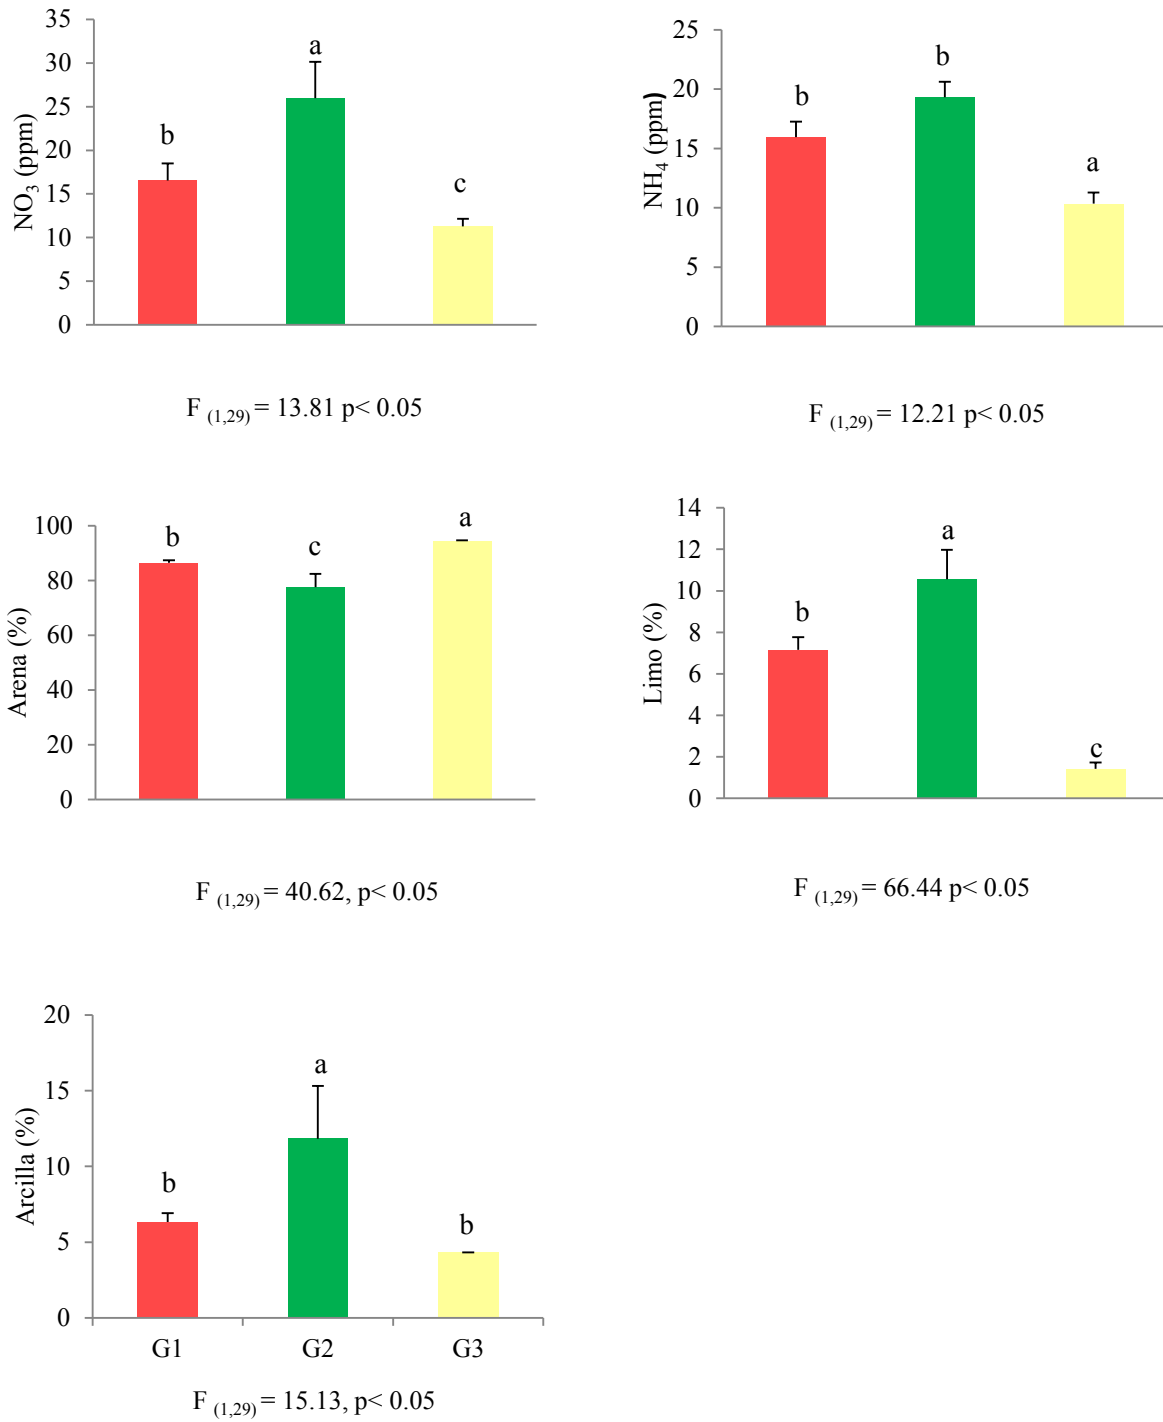 35
30
25
20
15
10
5
0
NO3 (ppm)
b
a
c
F (1,29) = 13.81 p< 0.05
25
20
15
10
5
0
NH4 (ppm)
b
b
a
F (1,29) = 12.21 p< 0.05
100
80
60
40
20
0
Arena (%)
b
c
a
F (1,29) = 40.62, p< 0.05
14
12
10
8
6
4
2
0
Limo (%)
b
a
c
F (1,29) = 66.44 p< 0.05
20
15
10
5
0
Arcilla (%)
b
a
b
G1 G2 G3
F (1,29) = 15.13, p< 0.05